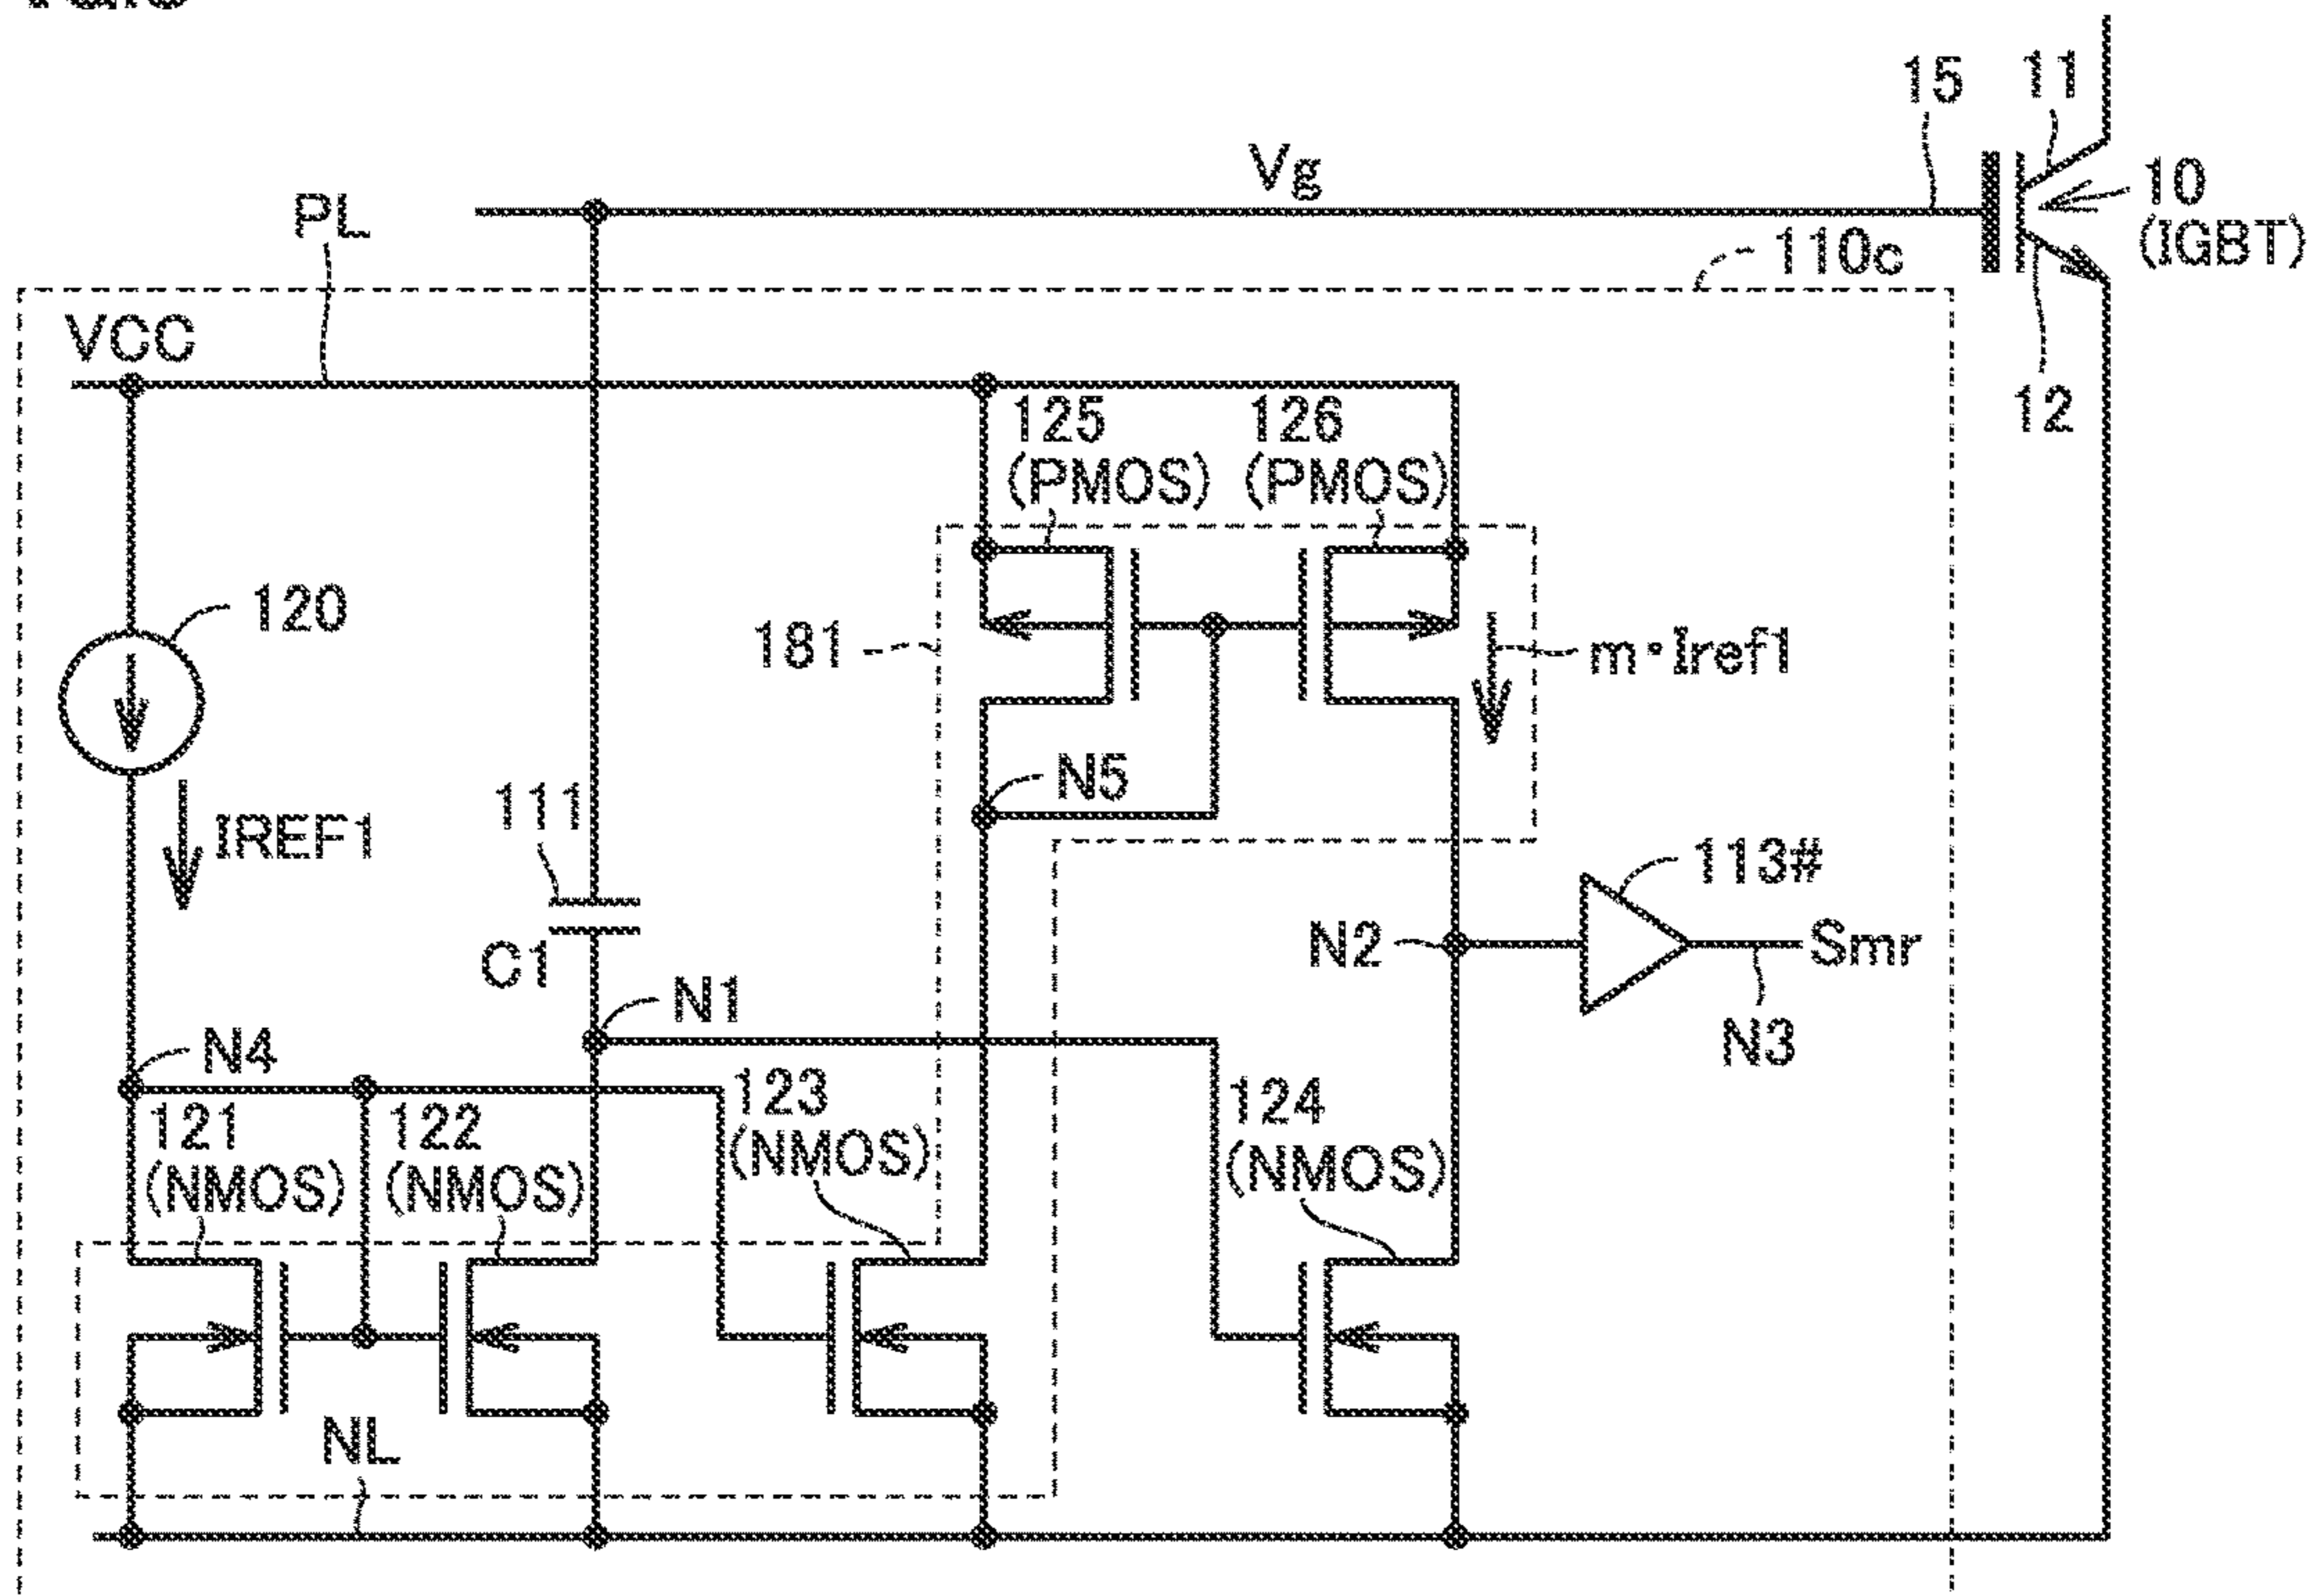 15
11
Vg
10
(IGBT)
PL
110c
VCC
12
125
(PMOS)
126
(PMOS)
120
181
m·Iref1
N5
111
IREF1
113#
C1
N2
Smr
N1
N3
N4
121
(NMOS)
122
(NMOS)
123
(NMOS)
124
(NMOS)
NL